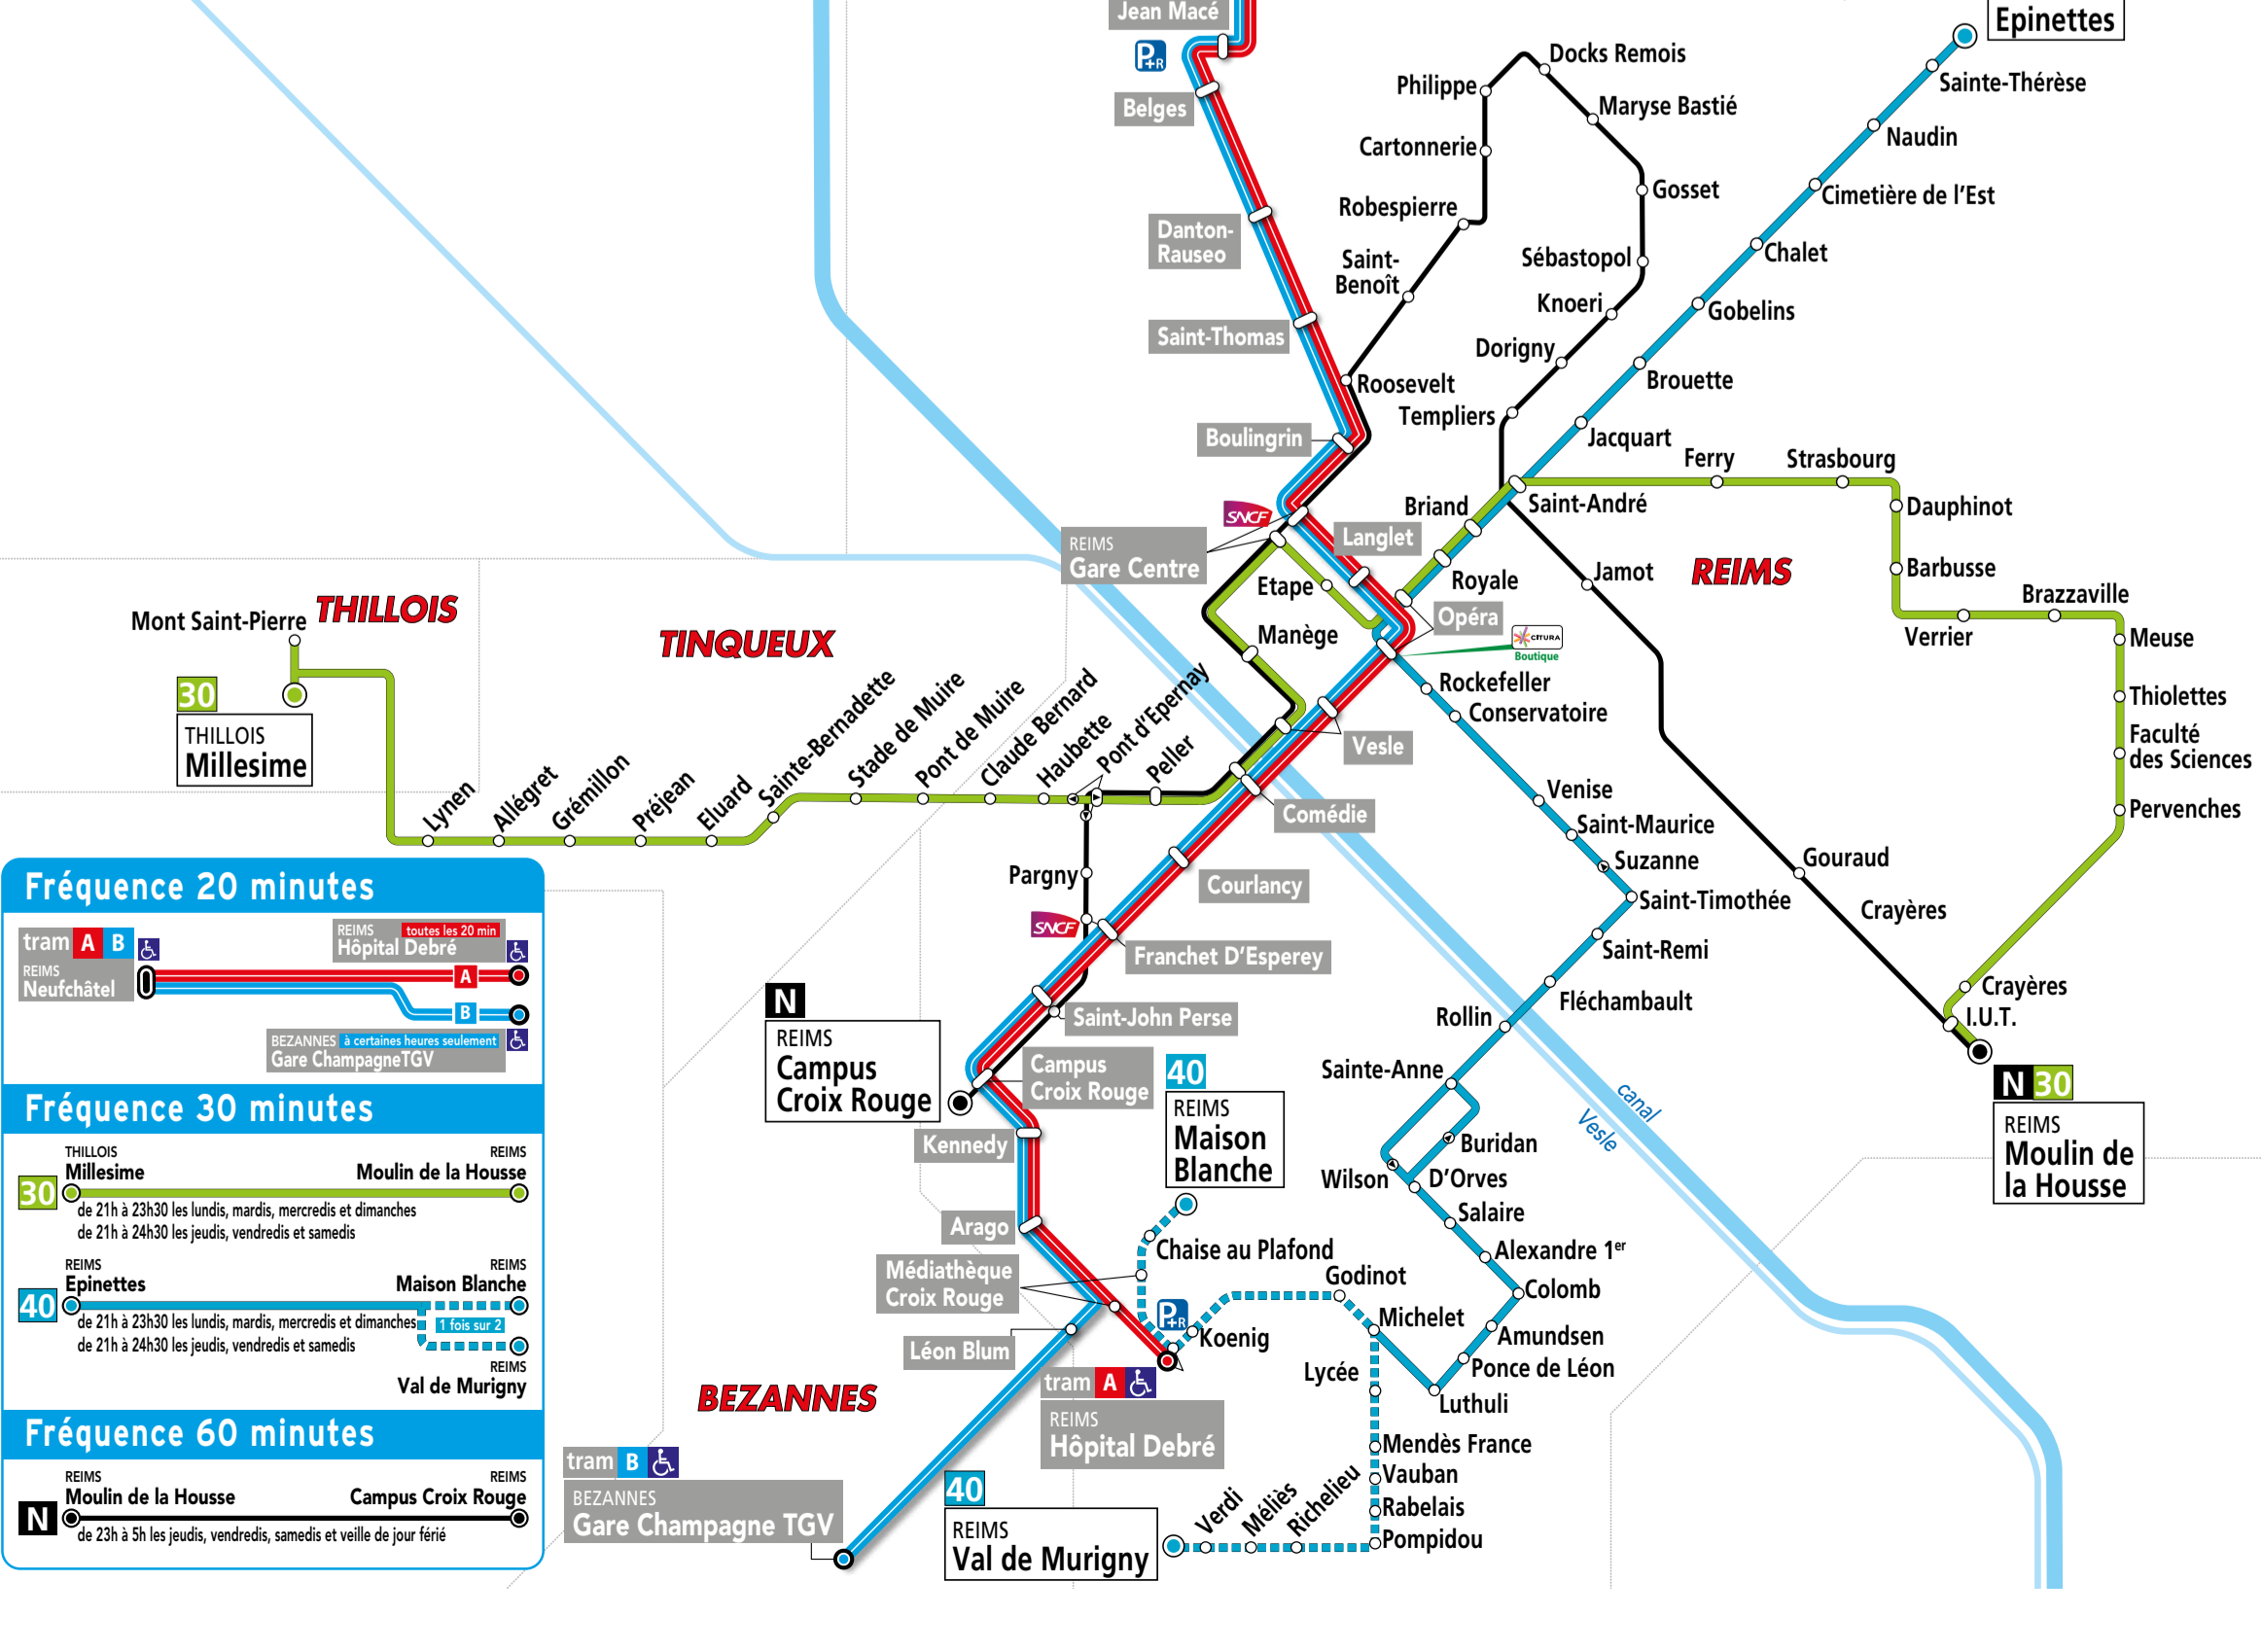 Jean Macé
P+R
Belges
Danton-
Rauseo
Saint-Thomas
Boulingrin
SNCF
REIMS
Gare Centre
Langlet
Opéra
CITURA
Boutique
Vesle
Comédie
Courlancy
SNCF
Franchet D'Esperey
Saint-John Perse
Campus
Croix Rouge
Kennedy
Arago
Médiathèque
Croix Rouge
Léon Blum
Docks Remois
Philippe
Maryse Bastié
Cartonnerie
Gosset
Robespierre
Saint-
Benoît
Sébastopol
Knoeri
Dorigny
Roosevelt
Templiers
Epinettes
Sainte-Thérèse
Naudin
Cimetière de l'Est
Chalet
Gobelins
Brouette
Jacquart
Ferry
Strasbourg
Briand
Saint-André
Dauphinot
Royale
Jamot
REIMS
Barbusse
Brazzaville
Verrier
Meuse
Thiolettes
Faculté
des Sciences
Pervenches
Etape
Manège
Rockefeller
Conservatoire
Venise
Saint-Maurice
Suzanne
Saint-Timothée
Saint-Remi
Fléchambault
Rollin
Sainte-Anne
Buridan
Wilson
D'Orves
Salaire
Alexandre 1er
Colomb
Amundsen
Ponce de Léon
Luthuli
Michelet
Godinot
Koenig
P+R
Chaise au Plafond
Lycée
Mendès France
Vauban
Rabelais
Pompidou
Richelieu
Méliès
Verdi
Gouraud
Crayères
Crayères
I.U.T.
canal
Vesle
N 30
REIMS
Moulin de
la Housse
THILLOIS
TINQUEUX
BEZANNES
Mont Saint-Pierre
30
THILLOIS
Millesime
Lynen
Allégret
Grémillon
Préjean
Eluard
Sainte-Bernadette
Stade de Muire
Pont de Muire
Claude Bernard
Haubette
Pont d'Epernay
Peller
Pargny
N
REIMS
Campus
Croix Rouge
40
REIMS
Maison
Blanche
tram A
REIMS
Hôpital Debré
tram B
BEZANNES
Gare Champagne TGV
40
REIMS
Val de Murigny
Fréquence 20 minutes
tram A B
REIMS
Neufchâtel
REIMS toutes les 20 min
Hôpital Debré
A
B
BEZANNES à certaines heures seulement
Gare ChampagneTGV
Fréquence 30 minutes
THILLOIS
Millesime
REIMS
Moulin de la Housse
30
de 21h à 23h30 les lundis, mardis, mercredis et dimanches
de 21h à 24h30 les jeudis, vendredis et samedis
REIMS
Epinettes
REIMS
Maison Blanche
40
de 21h à 23h30 les lundis, mardis, mercredis et dimanches
1 fois sur 2
de 21h à 24h30 les jeudis, vendredis et samedis
REIMS
Val de Murigny
Fréquence 60 minutes
REIMS
Moulin de la Housse
REIMS
Campus Croix Rouge
N
de 23h à 5h les jeudis, vendredis, samedis et veille de jour férié